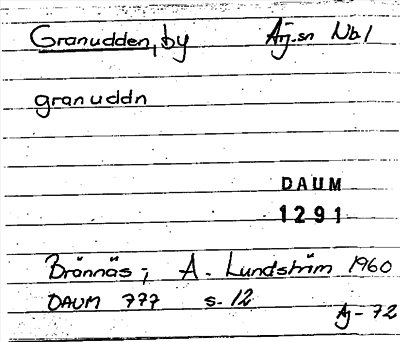 Granudden, by Arj.sn Nb.l
granuddn
DAUM
1291
Brännäs; A. Lundström 1960
DAUM 777 s. 12
Aj-72